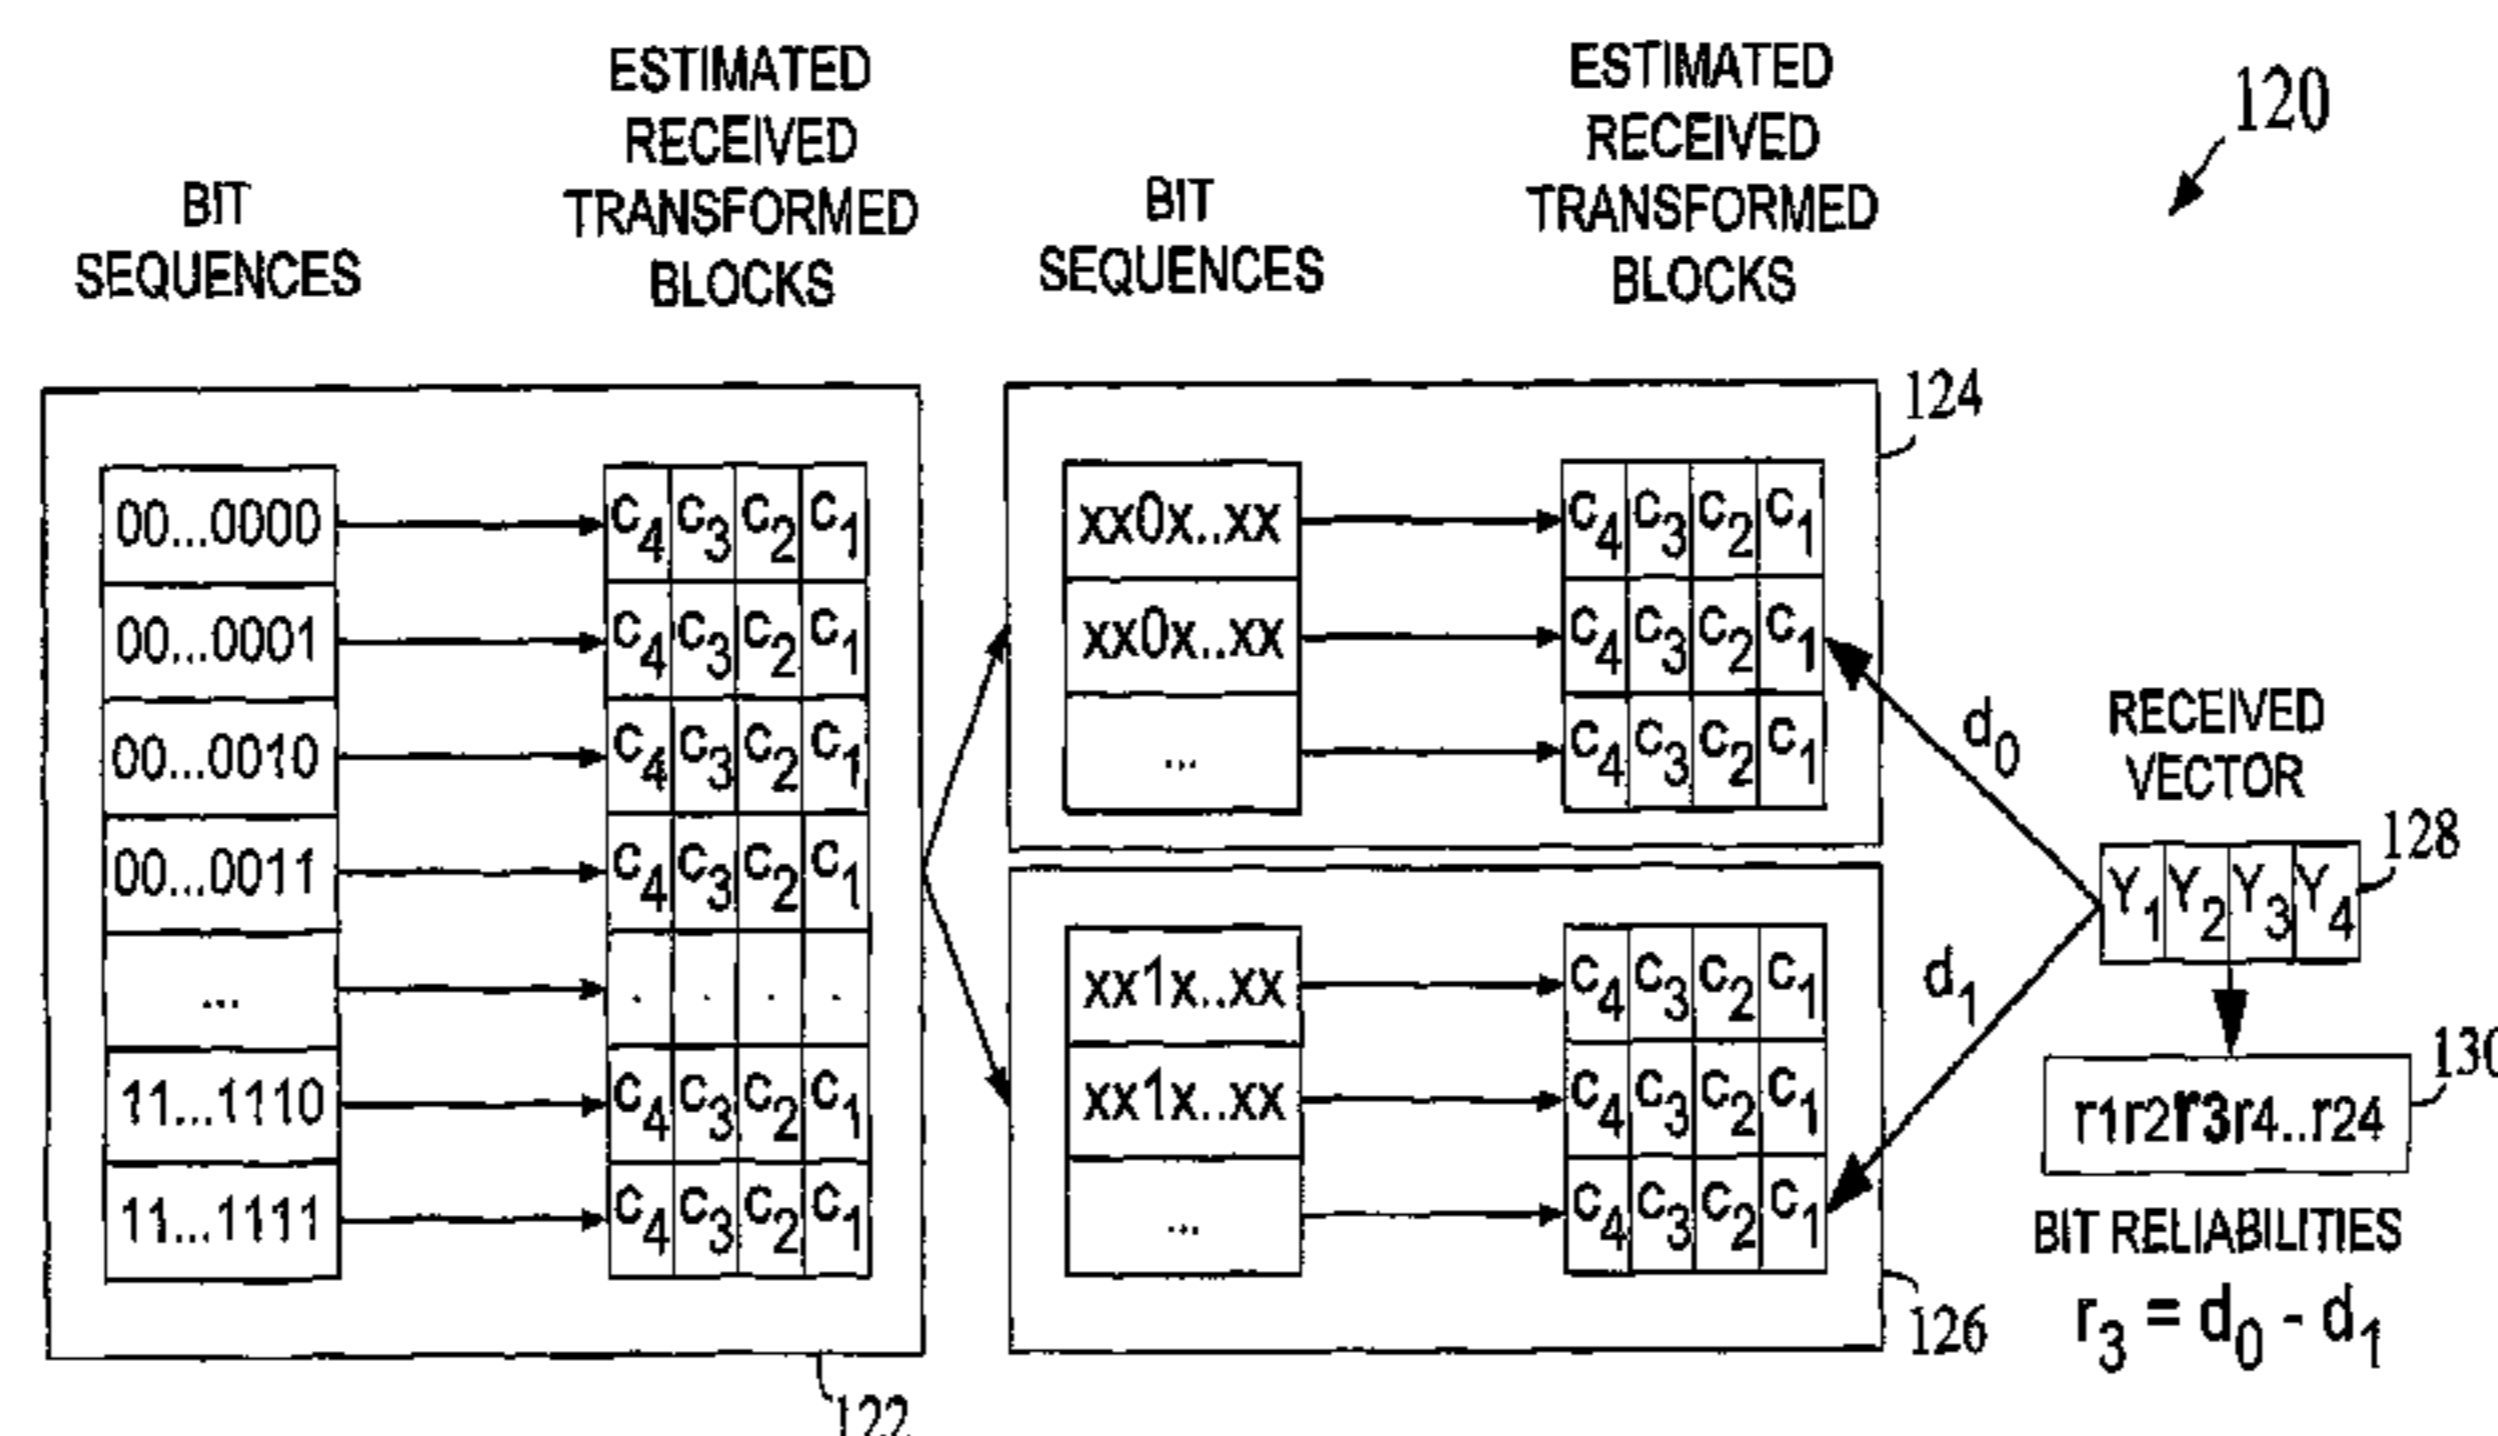 120
BIT
SEQUENCES
ESTIMATED
RECEIVED
TRANSFORMED
BLOCKS
BIT
SEQUENCES
ESTIMATED
RECEIVED
TRANSFORMED
BLOCKS
00...0000 C4 C3 C2 C1
00...0001 C4 C3 C2 C1
00...0010 C4 C3 C2 C1
00...0011 C4 C3 C2 C1
... . . . .
11...1110 C4 C3 C2 C1
11...1111 C4 C3 C2 C1
122
124
xx0x..xx C4 C3 C2 C1
xx0x..xx C4 C3 C2 C1
... C4 C3 C2 C1
126
xx1x..xx C4 C3 C2 C1
xx1x..xx C4 C3 C2 C1
... C4 C3 C2 C1
d0
d1
RECEIVED
VECTOR
128
Y1 Y2 Y3 Y4
130
r1r2r3r4..r24
BIT RELIABILITIES
r3 = d0 - d1